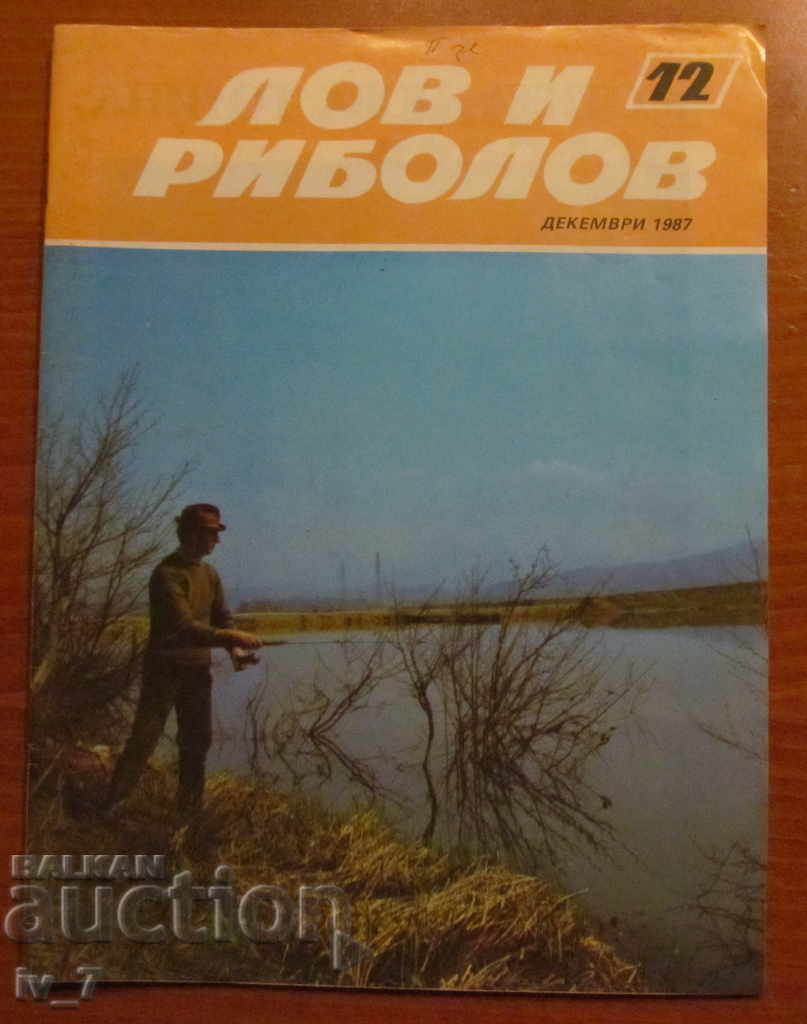 ЛОВ И
РИБОЛОВ
12
ДЕКЕМВРИ 1987
BALKAN
auction
iv_7